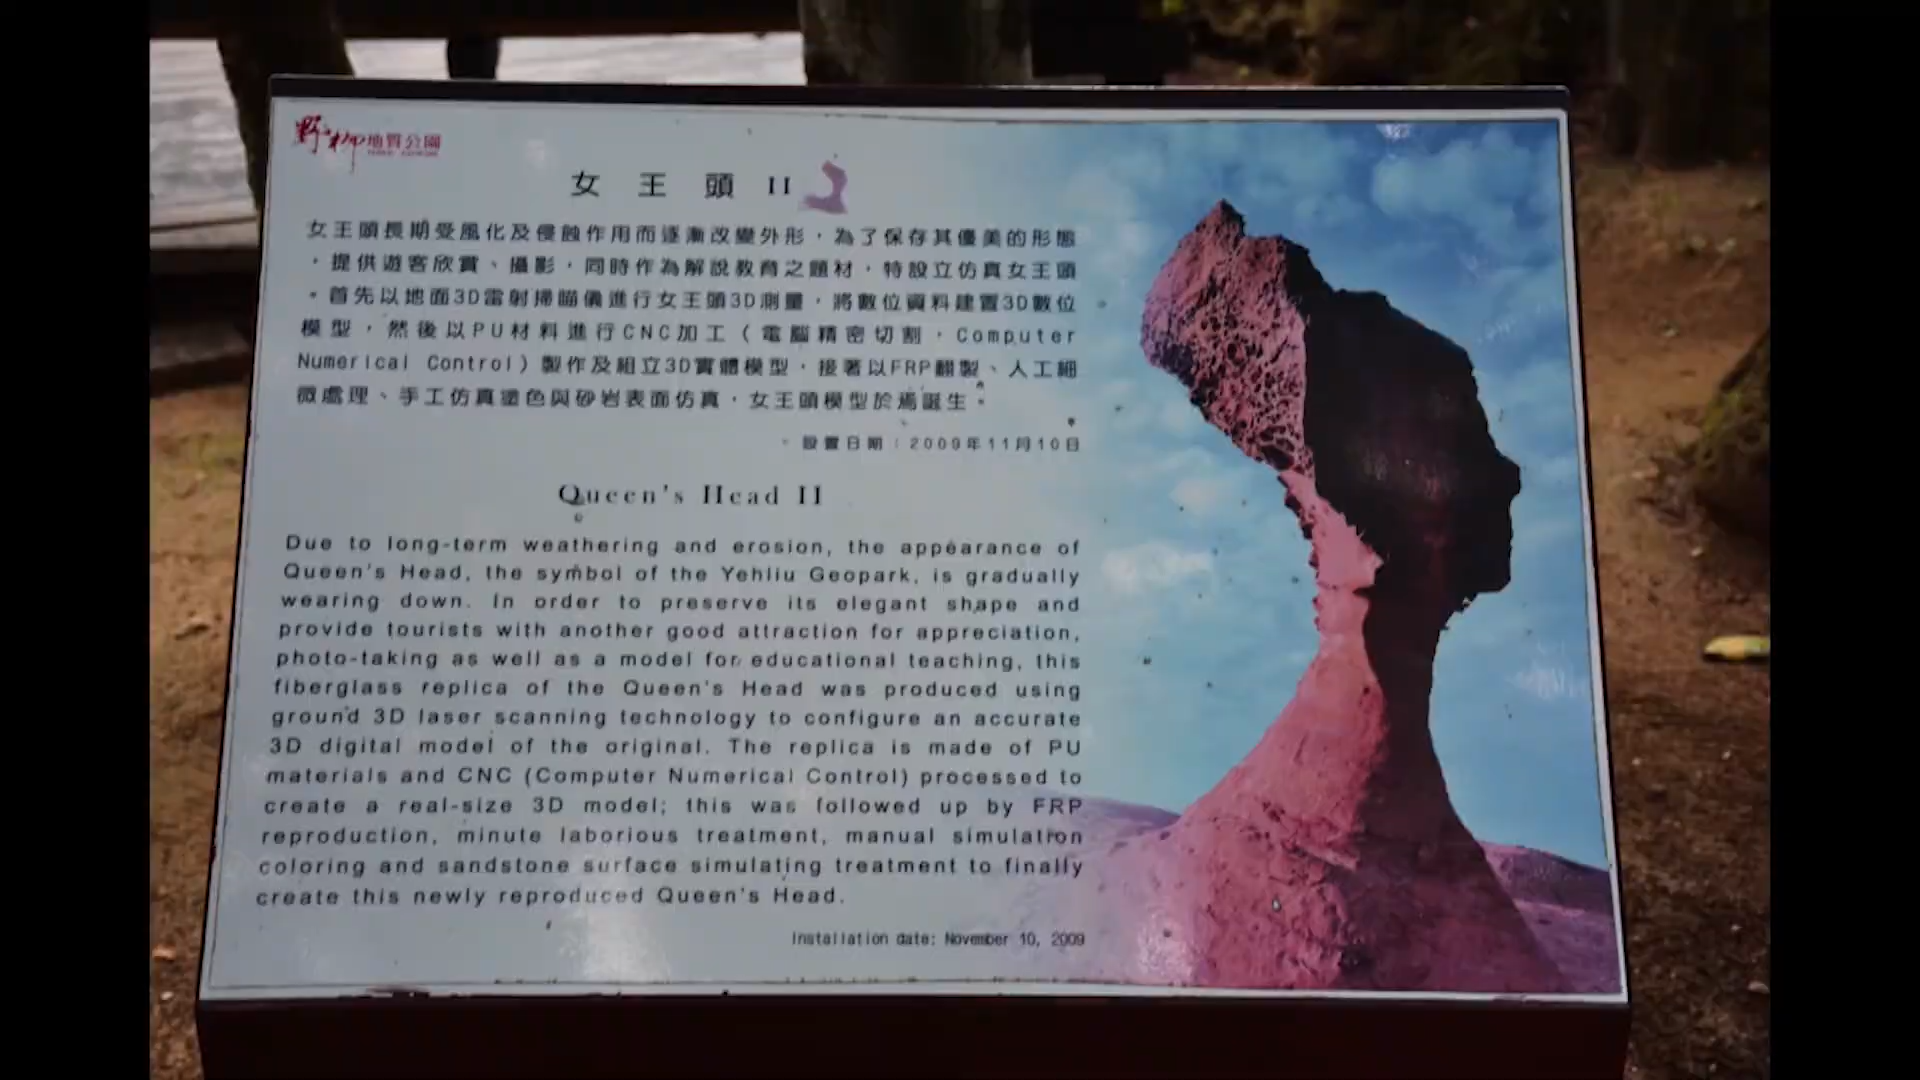 野柳地質公園
女王頭 II
女王頭長期受風化及侵蝕作用而逐漸改變外形，為了保存其優美的形態
，提供遊客欣賞、攝影，同時作為解說教育之題材，特設立仿真女王頭
。首先以地面3D雷射掃瞄儀進行女王頭3D測量，將數位資料建置3D數位
模型，然後以PU材料進行CNC加工（電腦精密切割，Computer
Numerical Control）製作及組立3D實體模型，接著以FRP翻製、人工細
微處理、手工仿真塗色與砂岩表面仿真，女王頭模型於焉誕生。
。設置日期：2009年11月10日
Queen's Head II
Due to long-term weathering and erosion, the appearance of
Queen's Head, the symbol of the Yehliu Geopark, is gradually
wearing down. In order to preserve its elegant shape and
provide tourists with another good attraction for appreciation,
photo-taking as well as a model for educational teaching, this
fiberglass replica of the Queen's Head was produced using
ground 3D laser scanning technology to configure an accurate
3D digital model of the original. The replica is made of PU
materials and CNC (Computer Numerical Control) processed to
create a real-size 3D model; this was followed up by FRP
reproduction, minute laborious treatment, manual simulation
coloring and sandstone surface simulating treatment to finally
create this newly reproduced Queen's Head.
Installation date: November 10, 2009